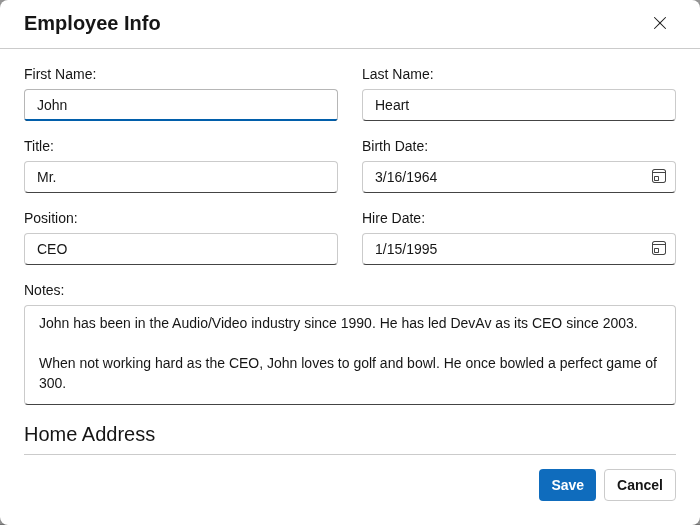 Employee Info
First Name:
Last Name:
John
Heart
Title:
Birth Date:
Mr.
3/16/1964
Position:
Hire Date:
CEO
1/15/1995
Notes:
John has been in the Audio/Video industry since 1990. He has led DevAv as its CEO since 2003.
When not working hard as the CEO, John loves to golf and bowl. He once bowled a perfect game of
300.
Home Address
Save
Cancel